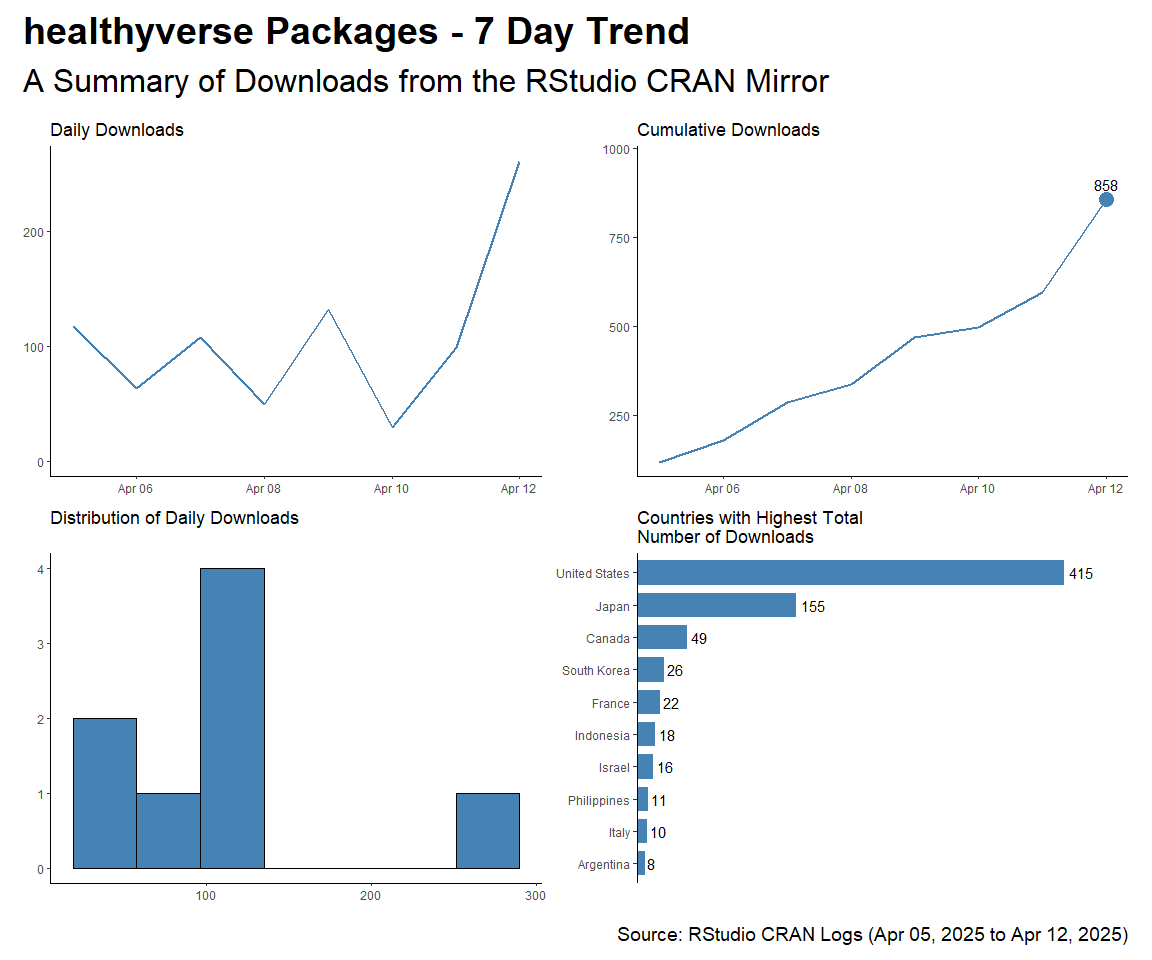 healthyverse Packages - 7 Day Trend
A Summary of Downloads from the RStudio CRAN Mirror
Daily Downloads
200
100
0
Apr 06
Apr 08
Apr 10
Apr 12
Cumulative Downloads
1000
750
500
250
858
Apr 06
Apr 08
Apr 10
Apr 12
Distribution of Daily Downloads
4
3
2
1
0
100
200
300
Countries with Highest Total
Number of Downloads
United States 415
Japan 155
Canada 49
South Korea 26
France 22
Indonesia 18
Israel 16
Philippines 11
Italy 10
Argentina 8
Source: RStudio CRAN Logs (Apr 05, 2025 to Apr 12, 2025)